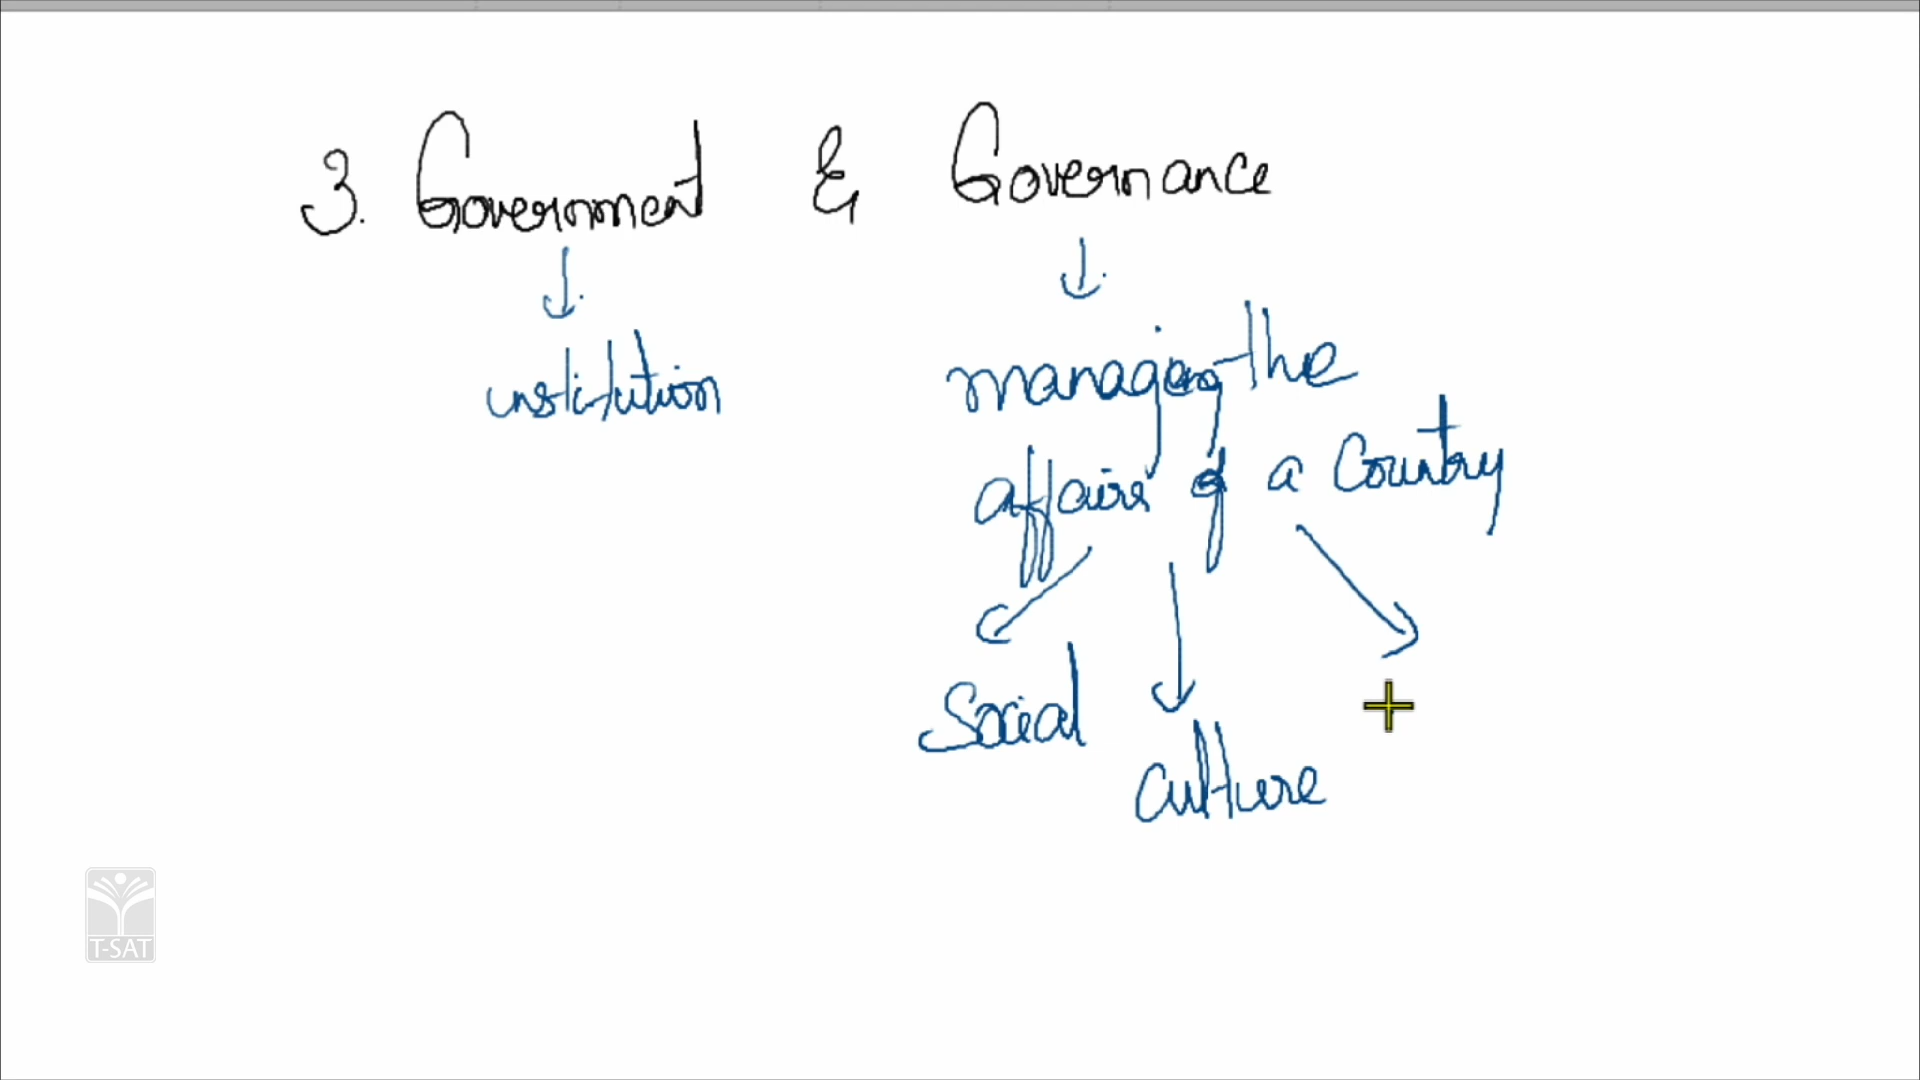 3. Government & Governance
institution
managing the
affairs of a Country
Social
Culture
T-SAT